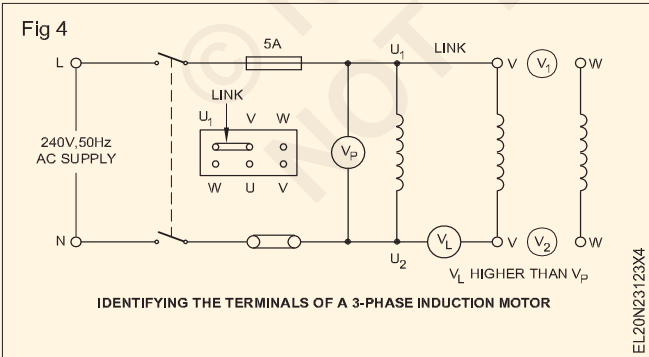 Fig 4
5A
U1 LINK
L V V1 W
LINK
U1 V W
240V,50Hz
AC SUPPLY
VP
W U V
N VL V V2 W
U2
VL HIGHER THAN VP
IDENTIFYING THE TERMINALS OF A 3-PHASE INDUCTION MOTOR
EL20N23123X4